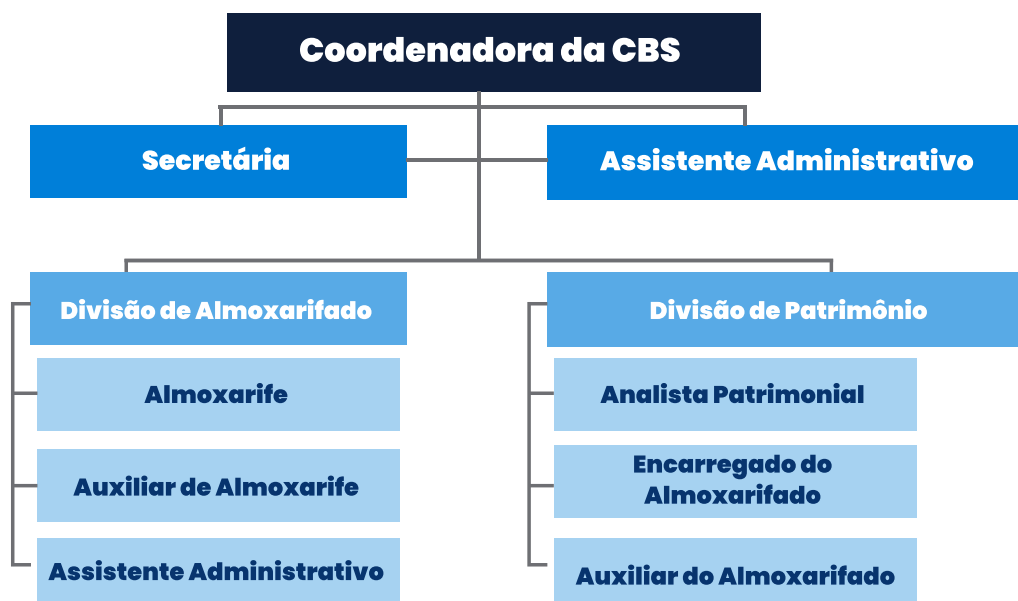 Coordenadora da CBS
Secretária
Assistente Administrativo
Divisão de Almoxarifado
Divisão de Patrimônio
Almoxarife
Analista Patrimonial
Auxiliar de Almoxarife
Encarregado do
Almoxarifado
Assistente Administrativo
Auxiliar do Almoxarifado